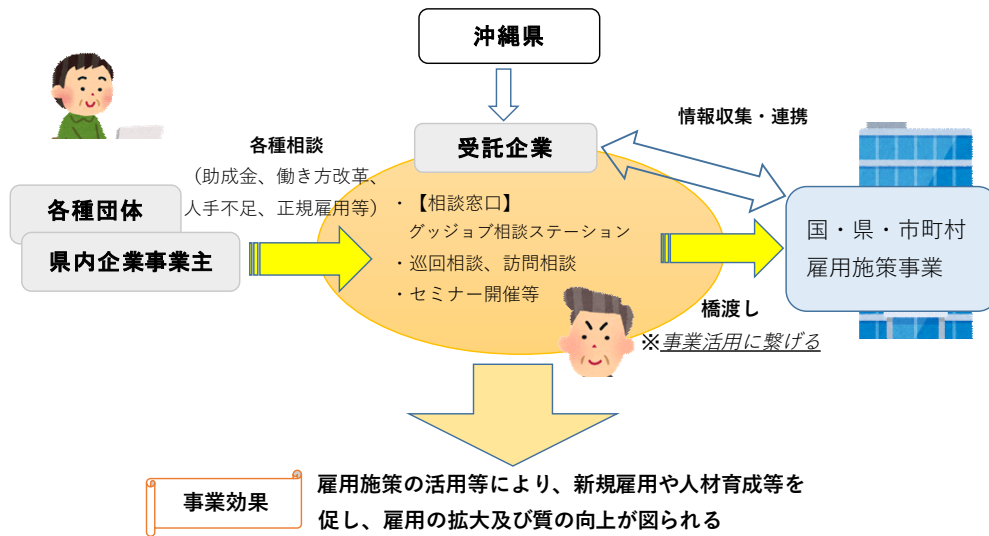 沖縄県
受託企業
情報収集・連携
各種相談
（助成金、働き方改革、
人手不足、正規雇用等）
各種団体
県内企業事業主
・【相談窓口】
グッジョブ相談ステーション
・巡回相談、訪問相談
・セミナー開催等
国・県・市町村
雇用施策事業
橋渡し
※事業活用に繋げる
事業効果
雇用施策の活用等により、新規雇用や人材育成等を
促し、雇用の拡大及び質の向上が図られる